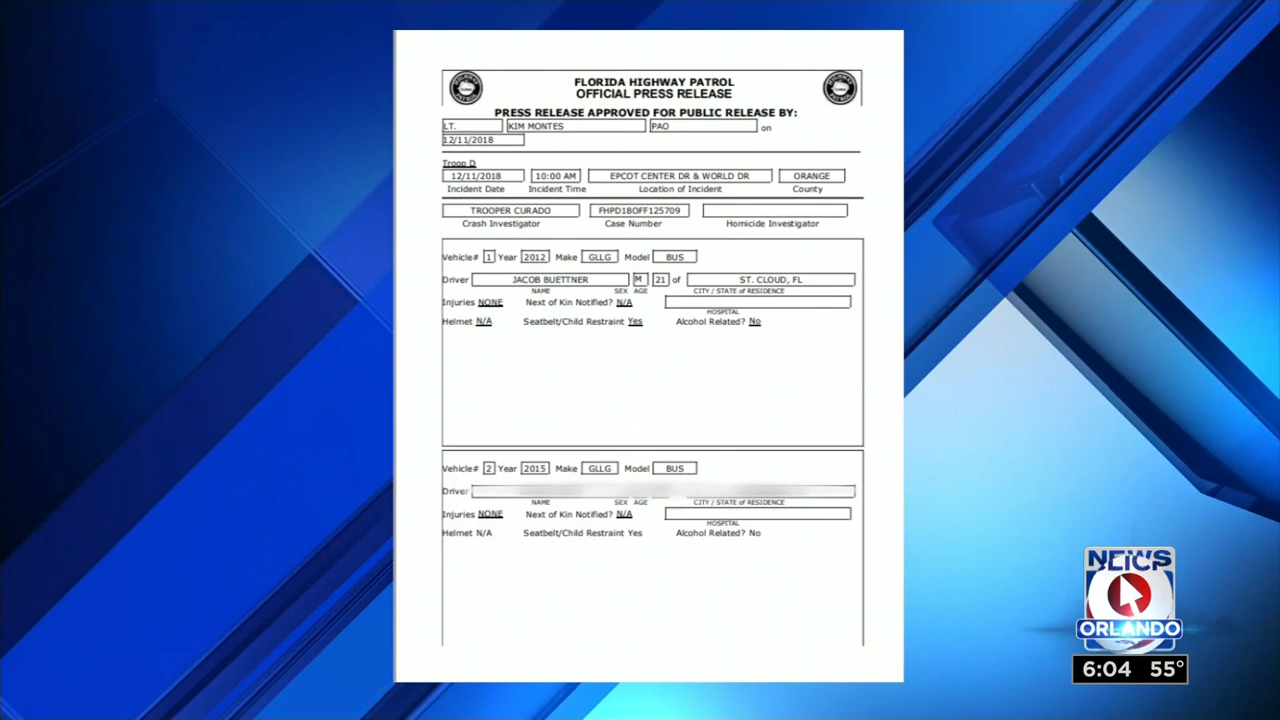 FLORIDA HIGHWAY PATROL
OFFICIAL PRESS RELEASE
PRESS RELEASE APPROVED FOR PUBLIC RELEASE BY:
LT. KIM MONTES PAO on
12/11/2018
Troop D
12/11/2018 10:00 AM EPCOT CENTER DR & WORLD DR ORANGE
Incident Date Incident Time Location of Incident County
TROOPER CURADO FHPD18OFF125709
Crash Investigator Case Number Homicide Investigator
Vehicle# 1 Year 2012 Make GLLG Model BUS
Driver JACOB BUETTNER M 21 of ST. CLOUD, FL
NAME SEX AGE CITY / STATE of RESIDENCE
Injuries NONE Next of Kin Notified? N/A
HOSPITAL
Helmet N/A Seatbelt/Child Restraint Yes Alcohol Related? No
Vehicle# 2 Year 2015 Make GLLG Model BUS
Driver
NAME SEX AGE CITY / STATE of RESIDENCE
Injuries NONE Next of Kin Notified? N/A
HOSPITAL
Helmet N/A Seatbelt/Child Restraint Yes Alcohol Related? No
NEWS
ORLANDO
6:04 55°